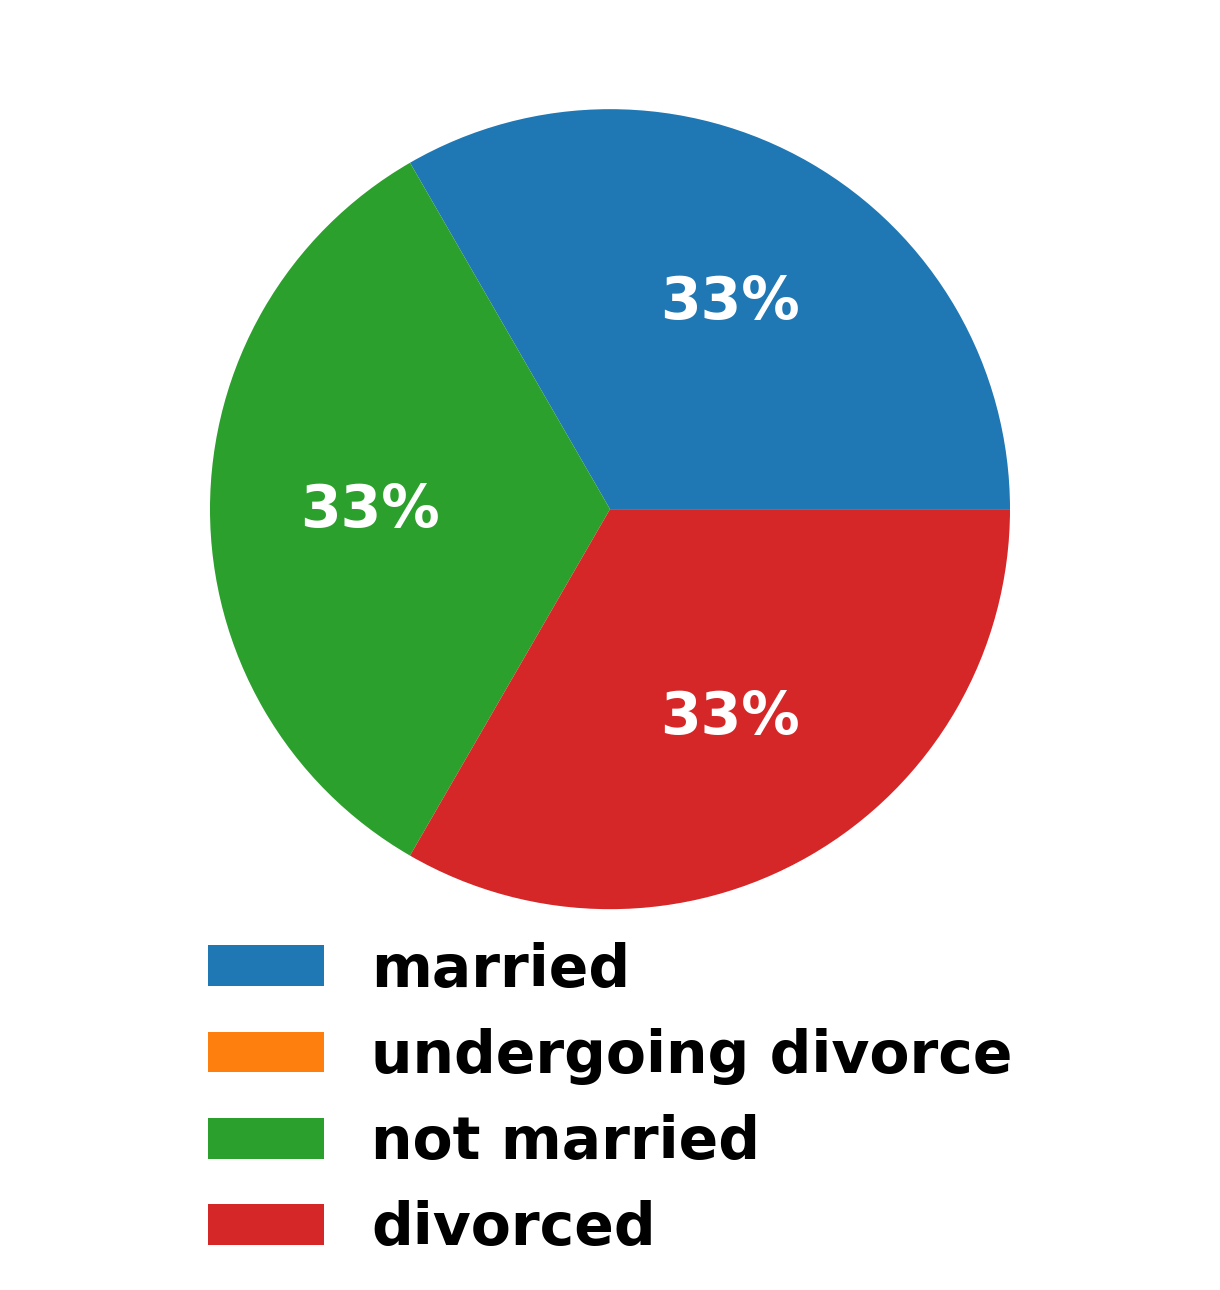 33%
33%
33%
married
undergoing divorce
not married
divorced